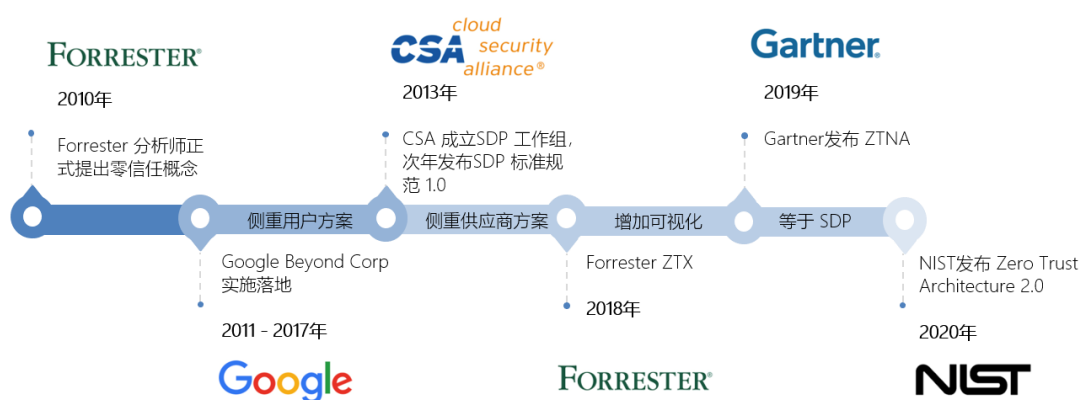 FORRESTER®
2010年
Forrester 分析师正
式提出零信任概念
侧重用户方案
Google Beyond Corp
实施落地
2011 - 2017年
Google
CSA cloud
security
alliance®
2013年
CSA 成立SDP 工作组,
次年发布SDP 标准规
范 1.0
侧重供应商方案
Forrester ZTX
2018年
FORRESTER®
增加可视化
Gartner
2019年
Gartner发布 ZTNA
等于 SDP
NIST发布 Zero Trust
Architecture 2.0
2020年
NIST